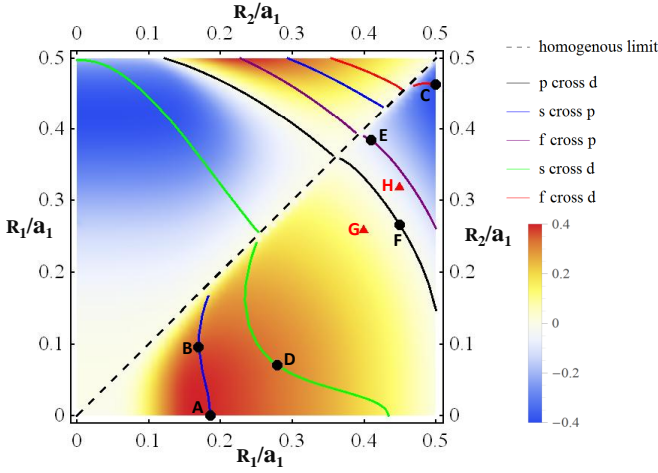 R2/a1
0 0.1 0.2 0.3 0.4 0.5
0.5 0.5
0.4 0.4
0.3 0.3
0.2 0.2
0.1 0.1
0 0
R1/a1
R2/a1
0 0.1 0.2 0.3 0.4 0.5
R1/a1
C
E
H
G
F
B
D
A
homogenous limit
p cross d
s cross p
f cross p
s cross d
f cross d
0.4
0.2
0
−0.2
−0.4